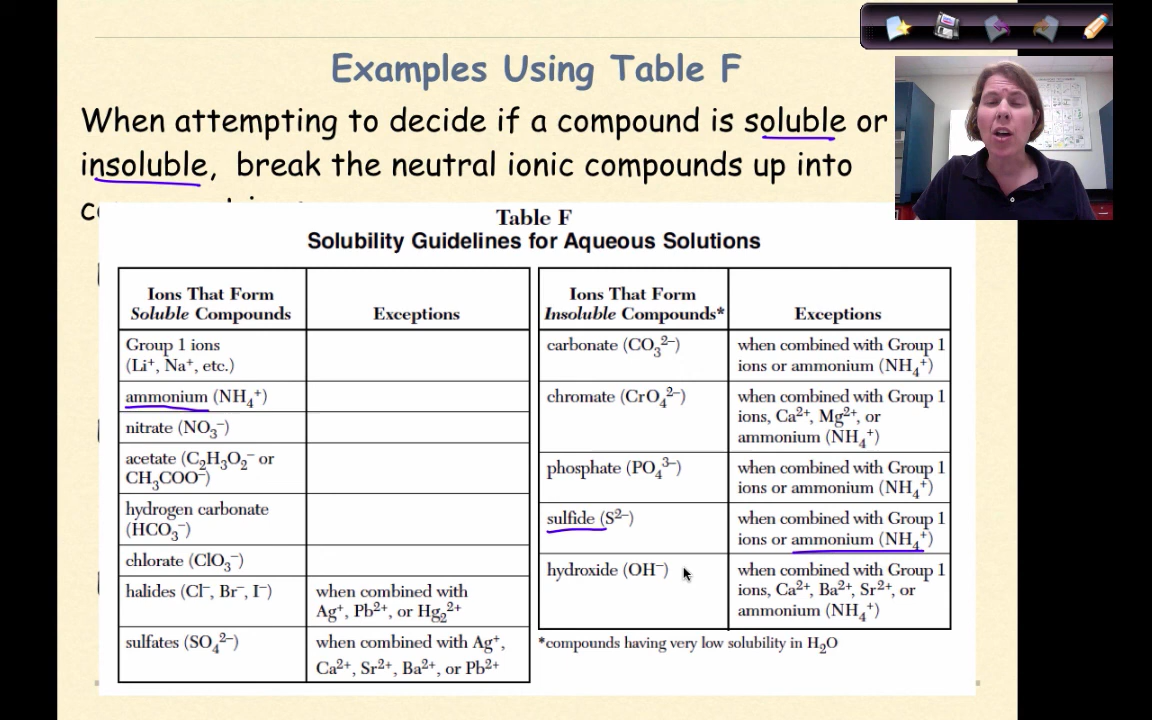 Examples Using Table F
When attempting to decide if a compound is soluble or
insoluble, break the neutral ionic compounds up into
Table F
Solubility Guidelines for Aqueous Solutions
Ions That Form
Soluble Compounds
Exceptions
Group 1 ions
(Li⁺, Na⁺, etc.)
ammonium (NH₄⁺)
nitrate (NO₃⁻)
acetate (C₂H₃O₂⁻ or
CH₃COO⁻)
hydrogen carbonate
(HCO₃⁻)
chlorate (ClO₃⁻)
halides (Cl⁻, Br⁻, I⁻)
when combined with
Ag⁺, Pb²⁺, or Hg₂²⁺
sulfates (SO₄²⁻)
when combined with Ag⁺,
Ca²⁺, Sr²⁺, Ba²⁺, or Pb²⁺
Ions That Form
Insoluble Compounds*
Exceptions
carbonate (CO₃²⁻)
when combined with Group 1
ions or ammonium (NH₄⁺)
chromate (CrO₄²⁻)
when combined with Group 1
ions, Ca²⁺, Mg²⁺, or
ammonium (NH₄⁺)
phosphate (PO₄³⁻)
when combined with Group 1
ions or ammonium (NH₄⁺)
sulfide (S²⁻)
when combined with Group 1
ions or ammonium (NH₄⁺)
hydroxide (OH⁻)
when combined with Group 1
ions, Ca²⁺, Ba²⁺, Sr²⁺, or
ammonium (NH₄⁺)
*compounds having very low solubility in H₂O